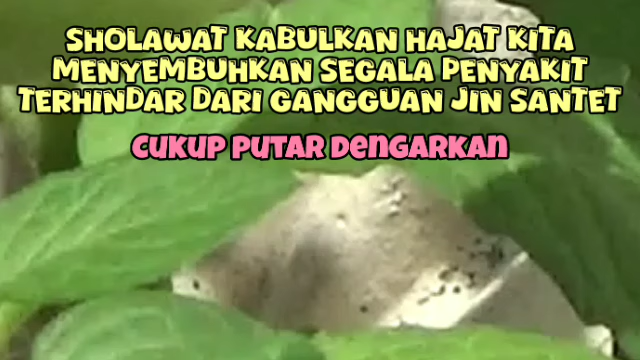 SHOLAWAT KABULKAN HAJAT KITA
MENYEMBUHKAN SEGALA PENYAKIT
TERHINDAR DARI GANGGUAN JIN SANTET
CUKUP PUTAR DENGARKAN